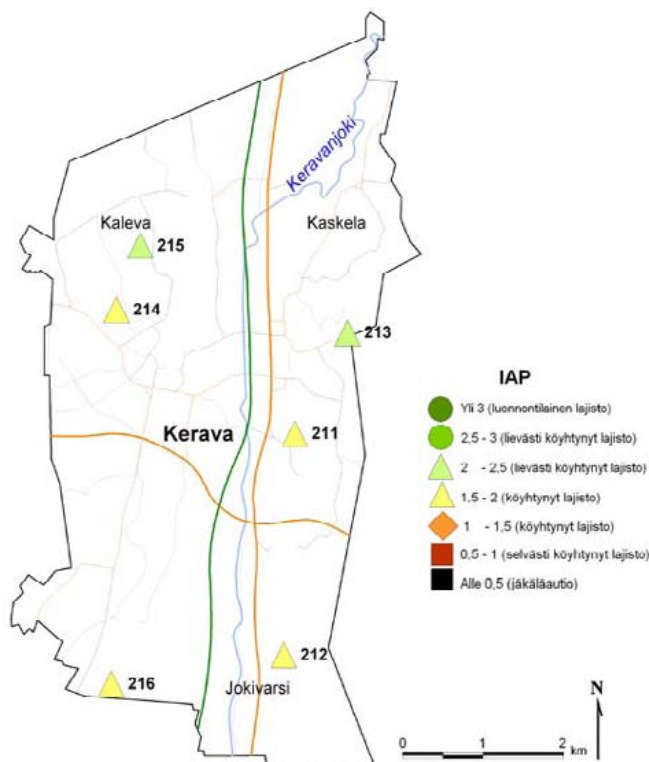 Keravanjoki
Kaleva
Kaskela
215
214
213
IAP
Yli 3 (luonnontilainen lajisto)
Kerava
211
2,5 - 3 (lievästi köyhtynyt lajisto)
2 - 2,5 (lievästi köyhtynyt lajisto)
1,5 - 2 (köyhtynyt lajisto)
1 - 1,5 (köyhtynyt lajisto)
0,5 - 1 (selvästi köyhtynyt lajisto)
Alle 0,5 (jäkäläautio)
212
216
Jokivarsi
N
0 1 2
km